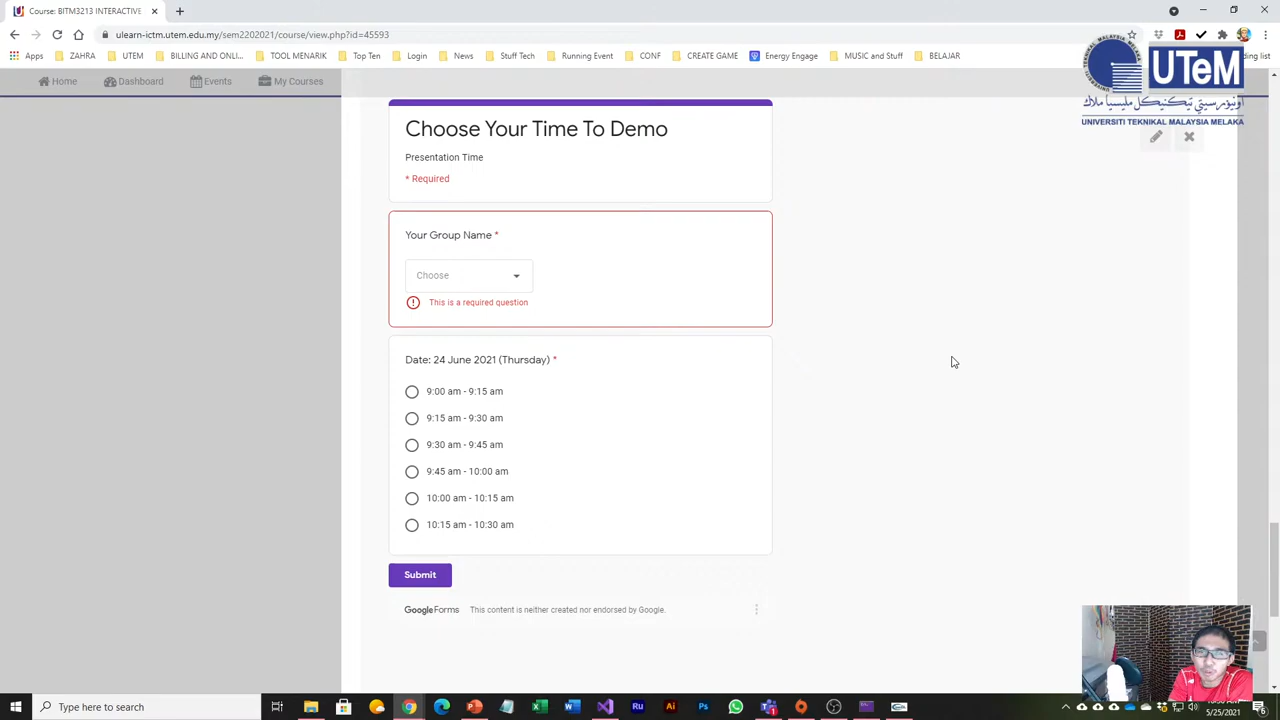 Course: BITM3213 INTERACTIVE
ulearn-ictm.utem.edu.my/sem2202021/course/view.php?id=45593
Apps ZAHRA UTEM BILLING AND ONLI... TOOL MENARIK Top Ten Login News Stuff Tech Running Event CONF CREATE GAME Energy Engage MUSIC and Stuff BELAJAR ding list
UTeM
اونيۏرسيتي تيكنيكل مليسيا ملاك
UNIVERSITI TEKNIKAL MALAYSIA MELAKA
Home Dashboard Events My Courses
Choose Your Time To Demo
Presentation Time
* Required
Your Group Name *
Choose
This is a required question
Date: 24 June 2021 (Thursday) *
9:00 am - 9:15 am
9:15 am - 9:30 am
9:30 am - 9:45 am
9:45 am - 10:00 am
10:00 am - 10:15 am
10:15 am - 10:30 am
Submit
Google Forms This content is neither created nor endorsed by Google.
Type here to search
5/25/2021